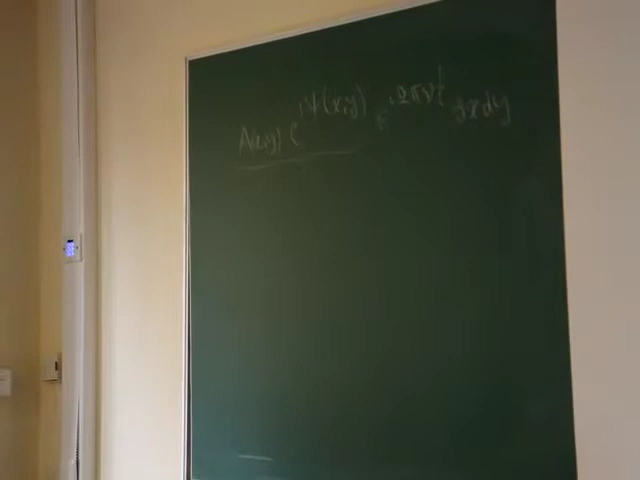 A(x,y) e^{iψ(x,y)} e^{i2πνt} dxdy